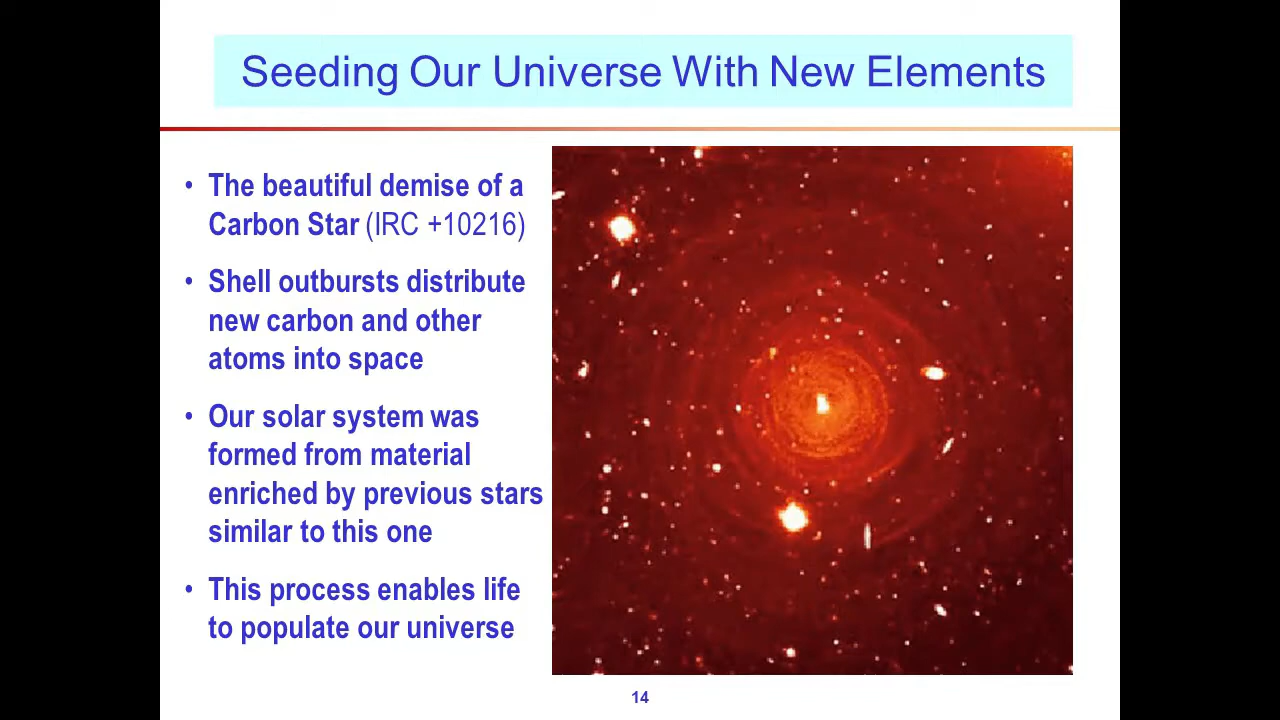 Seeding Our Universe With New Elements
• The beautiful demise of a
Carbon Star (IRC +10216)
• Shell outbursts distribute
new carbon and other
atoms into space
• Our solar system was
formed from material
enriched by previous stars
similar to this one
• This process enables life
to populate our universe
14